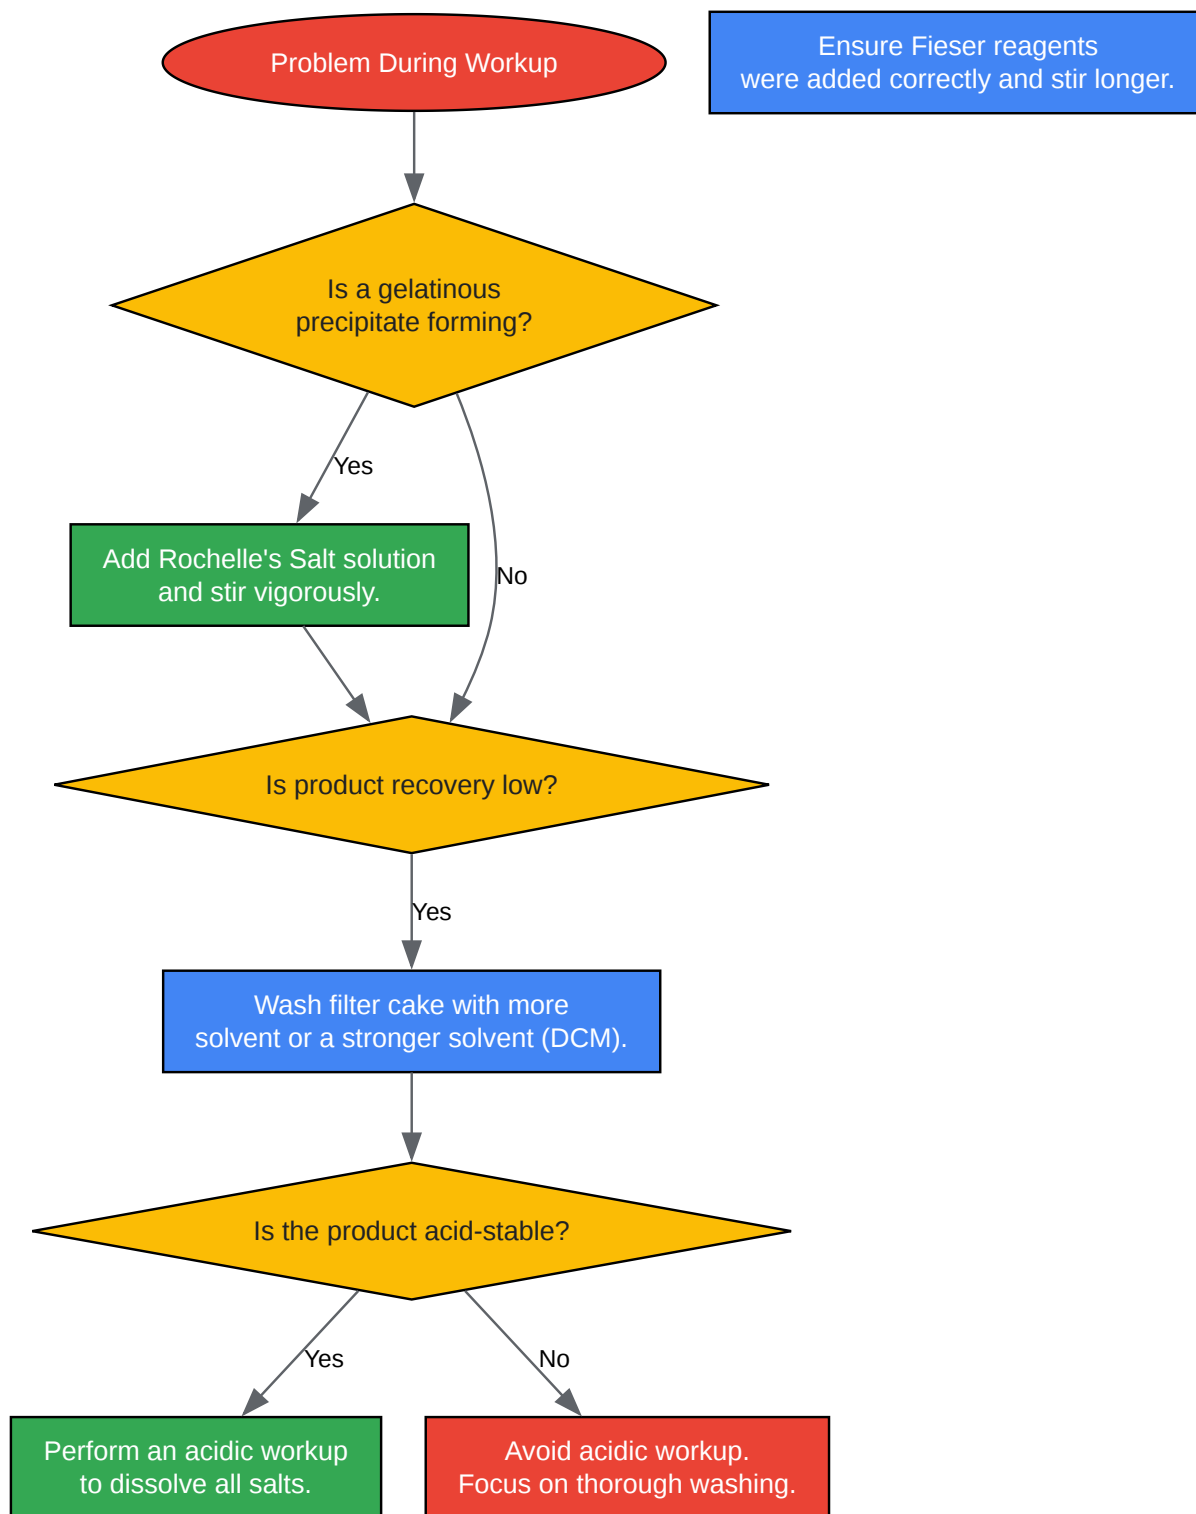 Problem During Workup
Ensure Fieser reagents
were added correctly and stir longer.
Is a gelatinous
precipitate forming?
Yes
Add Rochelle's Salt solution
and stir vigorously.
No
Is product recovery low?
Yes
Wash filter cake with more
solvent or a stronger solvent (DCM).
Is the product acid-stable?
Yes
No
Perform an acidic workup
to dissolve all salts.
Avoid acidic workup.
Focus on thorough washing.